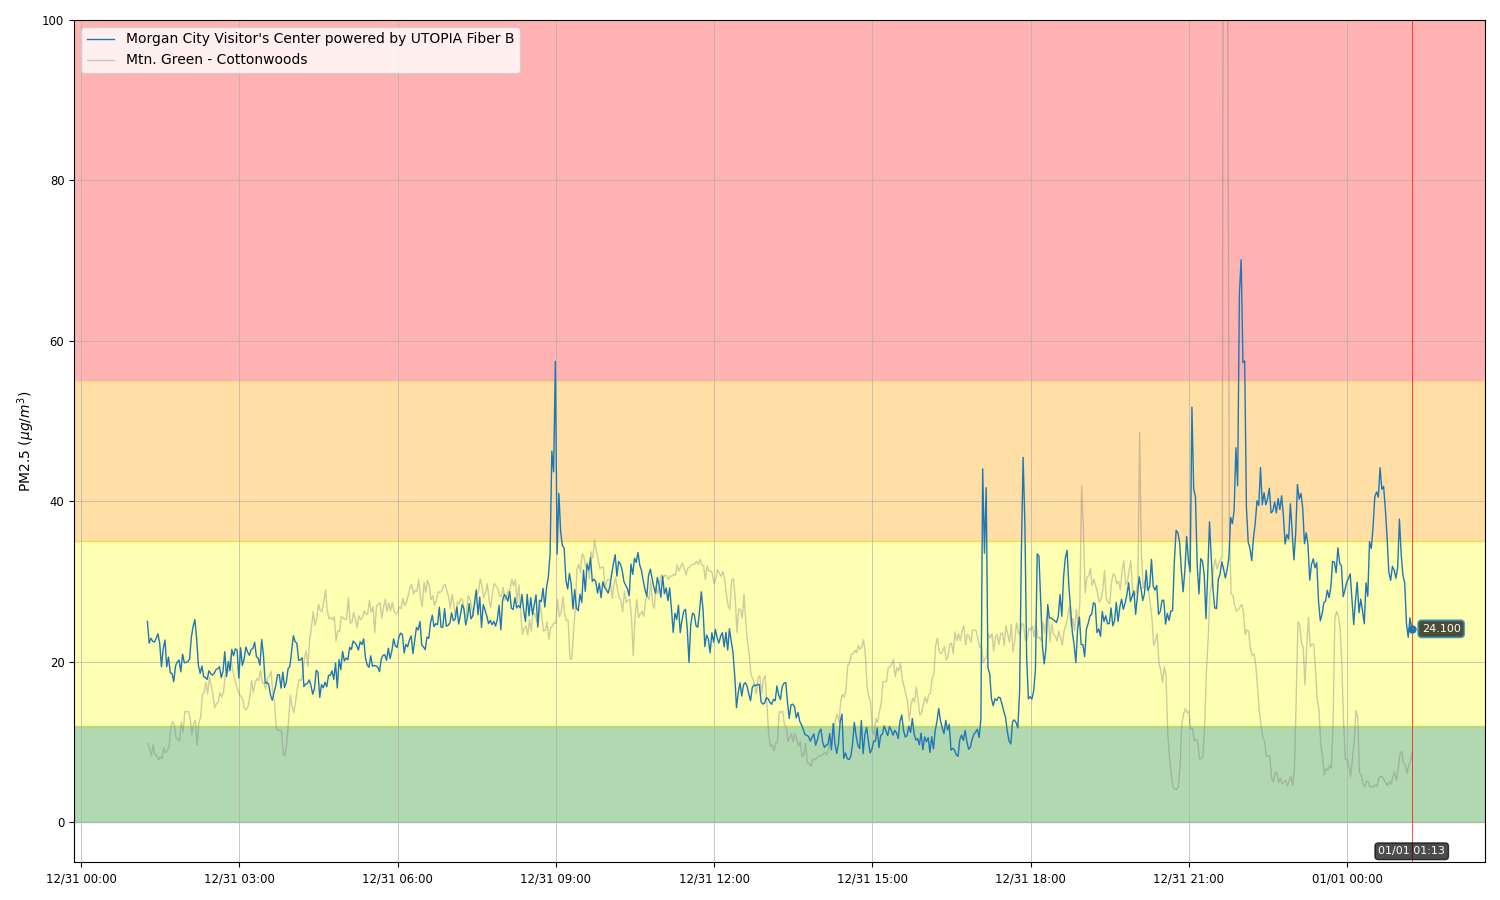 100
Morgan City Visitor's Center powered by UTOPIA Fiber B
Mtn. Green - Cottonwoods
80
60
PM2.5 (μg/m³)
40
24.100
20
0
01/01 01:13
12/31 00:00 12/31 03:00 12/31 06:00 12/31 09:00 12/31 12:00 12/31 15:00 12/31 18:00 12/31 21:00 01/01 00:00